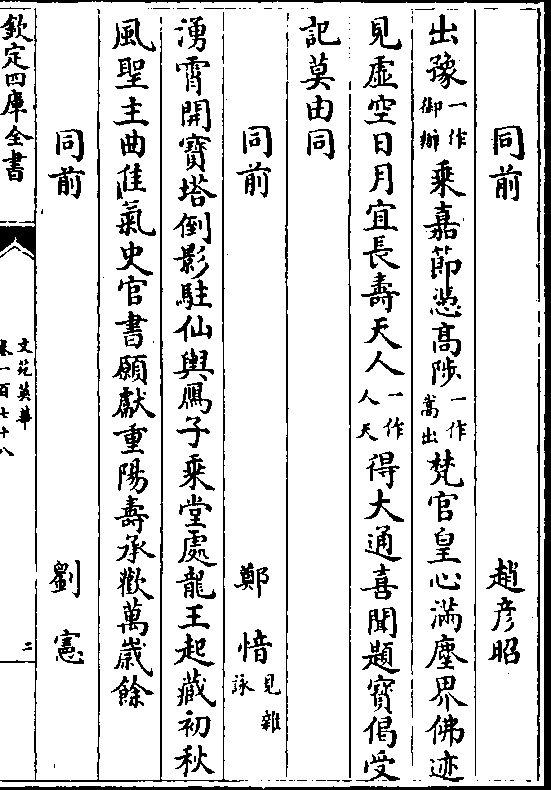 同前　趙彦昭
出豫一作御辦乘嘉節憑高陟一作嵩出梵宫皇心滿塵界佛迹
見虚空日月宜長壽天人一作人天得大通喜聞題寳偈受
記莫由同
同前　鄭愔見雜詠
湧霄開寳塔倒影駐仙輿鴈子乘堂處龍王起藏初秋
風聖主曲佳氣史官書願獻重陽壽承歡萬歲餘
同前　劉憲
欽定四庫全書
文苑英華
卷一百七十八
二